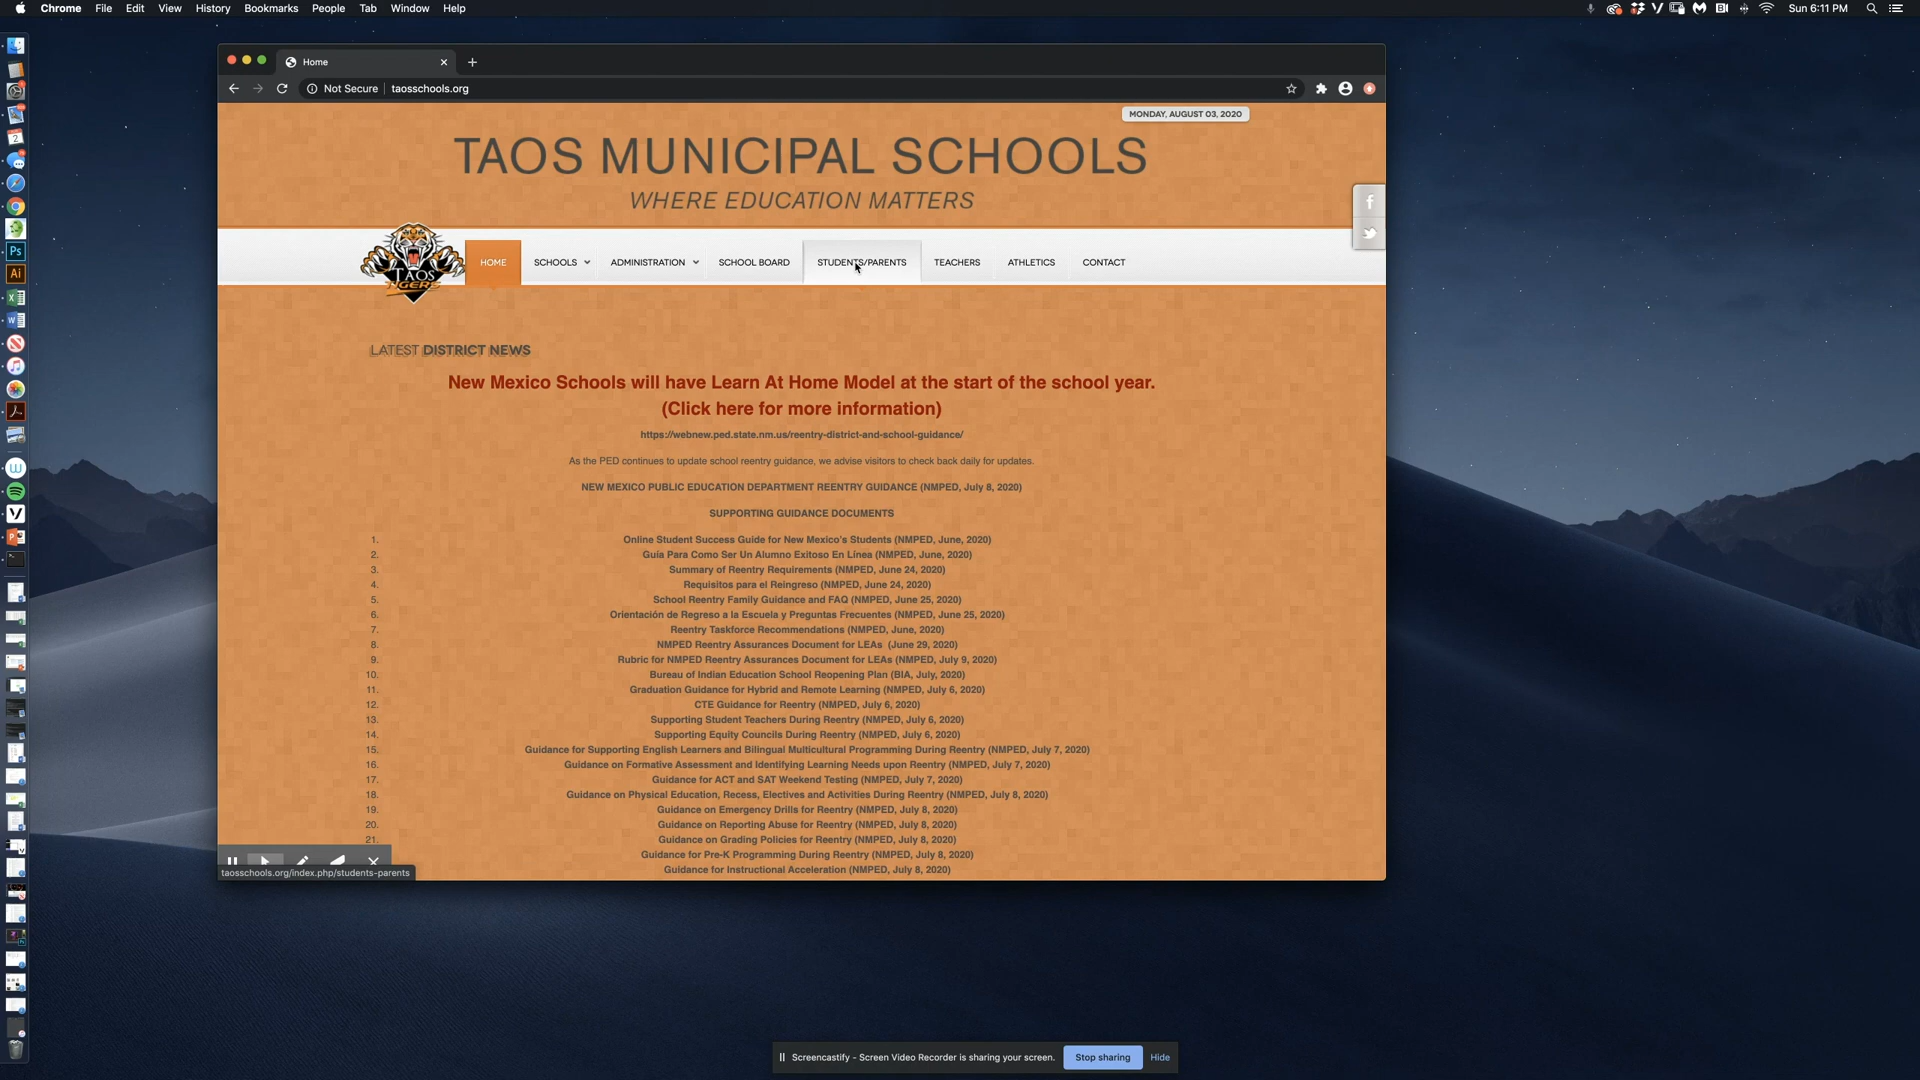 Chrome File Edit View History Bookmarks People Tab Window Help
Sun 6:11 PM
Home
Not Secure taosschools.org
MONDAY, AUGUST 03, 2020
TAOS MUNICIPAL SCHOOLS
WHERE EDUCATION MATTERS
TAOS
TIGERS
HOME SCHOOLS ADMINISTRATION SCHOOL BOARD STUDENTS/PARENTS TEACHERS ATHLETICS CONTACT
LATEST DISTRICT NEWS
New Mexico Schools will have Learn At Home Model at the start of the school year.
(Click here for more information)
https://webnew.ped.state.nm.us/reentry-district-and-school-guidance/
As the PED continues to update school reentry guidance, we advise visitors to check back daily for updates.
NEW MEXICO PUBLIC EDUCATION DEPARTMENT REENTRY GUIDANCE (NMPED, July 8, 2020)
SUPPORTING GUIDANCE DOCUMENTS
1. Online Student Success Guide for New Mexico's Students (NMPED, June, 2020)
2. Guía Para Como Ser Un Alumno Exitoso En Línea (NMPED, June, 2020)
3. Summary of Reentry Requirements (NMPED, June 24, 2020)
4. Requisitos para el Reingreso (NMPED, June 24, 2020)
5. School Reentry Family Guidance and FAQ (NMPED, June 25, 2020)
6. Orientación de Regreso a la Escuela y Preguntas Frecuentes (NMPED, June 25, 2020)
7. Reentry Taskforce Recommendations (NMPED, June, 2020)
8. NMPED Reentry Assurances Document for LEAs (June 29, 2020)
9. Rubric for NMPED Reentry Assurances Document for LEAs (NMPED, July 9, 2020)
10. Bureau of Indian Education School Reopening Plan (BIA, July, 2020)
11. Graduation Guidance for Hybrid and Remote Learning (NMPED, July 6, 2020)
12. CTE Guidance for Reentry (NMPED, July 6, 2020)
13. Supporting Student Teachers During Reentry (NMPED, July 6, 2020)
14. Supporting Equity Councils During Reentry (NMPED, July 6, 2020)
15. Guidance for Supporting English Learners and Bilingual Multicultural Programming During Reentry (NMPED, July 7, 2020)
16. Guidance on Formative Assessment and Identifying Learning Needs upon Reentry (NMPED, July 7, 2020)
17. Guidance for ACT and SAT Weekend Testing (NMPED, July 7, 2020)
18. Guidance on Physical Education, Recess, Electives and Activities During Reentry (NMPED, July 8, 2020)
19. Guidance on Emergency Drills for Reentry (NMPED, July 8, 2020)
20. Guidance on Reporting Abuse for Reentry (NMPED, July 8, 2020)
21. Guidance on Grading Policies for Reentry (NMPED, July 8, 2020)
Guidance for Pre-K Programming During Reentry (NMPED, July 8, 2020)
Guidance for Instructional Acceleration (NMPED, July 8, 2020)
taosschools.org/index.php/students-parents
Screencastify - Screen Video Recorder is sharing your screen. Stop sharing Hide
Ps
Ai